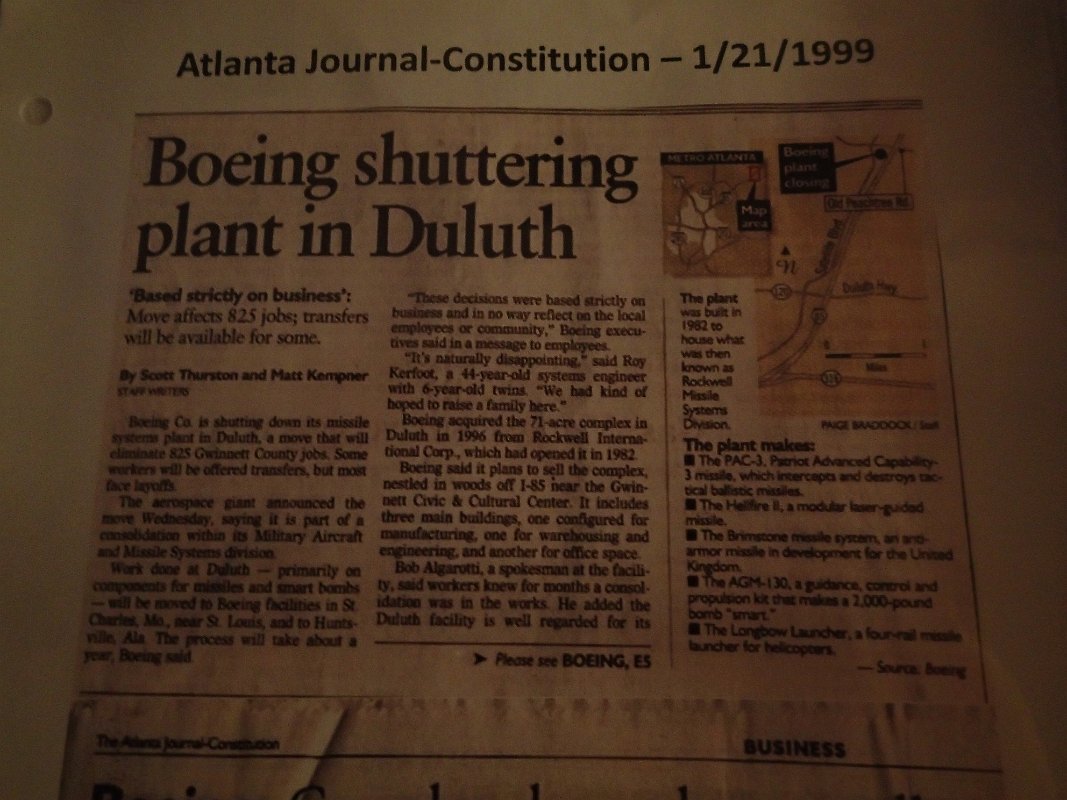 Atlanta Journal-Constitution – 1/21/1999
Boeing shuttering
plant in Duluth
'Based strictly on business':
Move affects 825 jobs; transfers
will be available for some.
By Scott Thurston and Matt Kempner
STAFF WRITERS
Boeing Co. is shutting down its missile
systems plant in Duluth, a move that will
eliminate 825 Gwinnett County jobs. Some
workers will be offered transfers, but most
face layoffs.
The aerospace giant announced the
move Wednesday, saying it is part of a
consolidation within its Military Aircraft
and Missile Systems division.
Work done at Duluth — primarily on
components for missiles and smart bombs
— will be moved to Boeing facilities in St.
Charles, Mo., near St. Louis, and to Hunts-
ville, Ala. The process will take about a
year, Boeing said.
"These decisions were based strictly on
business and in no way reflect on the local
employees or community," Boeing execu-
tives said in a message to employees.
"It's naturally disappointing," said Roy
Kerfoot, a 44-year-old systems engineer
with 6-year-old twins. "We had kind of
hoped to raise a family here."
Boeing acquired the 71-acre complex in
Duluth in 1996 from Rockwell Interna-
tional Corp., which had opened it in 1982.
Boeing said it plans to sell the complex,
nestled in woods off I-85 near the Gwin-
nett Civic & Cultural Center. It includes
three main buildings, one configured for
manufacturing, one for warehousing and
engineering, and another for office space.
Bob Algarotti, a spokesman at the facili-
ty, said workers knew for months a consol-
idation was in the works. He added the
Duluth facility is well regarded for its
➤ Please see BOEING, E5
METRO ATLANTA
Map
area
Boeing
plant
closing
Old Peachtree Rd.
N
120
Duluth Hwy
85
0 1
Miles
316
PAIGE BRADDOCK / Staff
The plant
was built in
1982 to
house what
was then
known as
Rockwell
Missile
Systems
Division.
The plant makes:
■ The PAC-3, Patriot Advanced Capability-
3 missile, which intercepts and destroys tac-
tical ballistic missiles.
■ The Hellfire II, a modular laser-guided
missile.
■ The Brimstone missile system, an anti-
armor missile in development for the United
Kingdom.
■ The AGM-130, a guidance, control and
propulsion kit that makes a 2,000-pound
bomb "smart."
■ The Longbow Launcher, a four-rail missile
launcher for helicopters.
— Source: Boeing
The Atlanta Journal-Constitution
BUSINESS